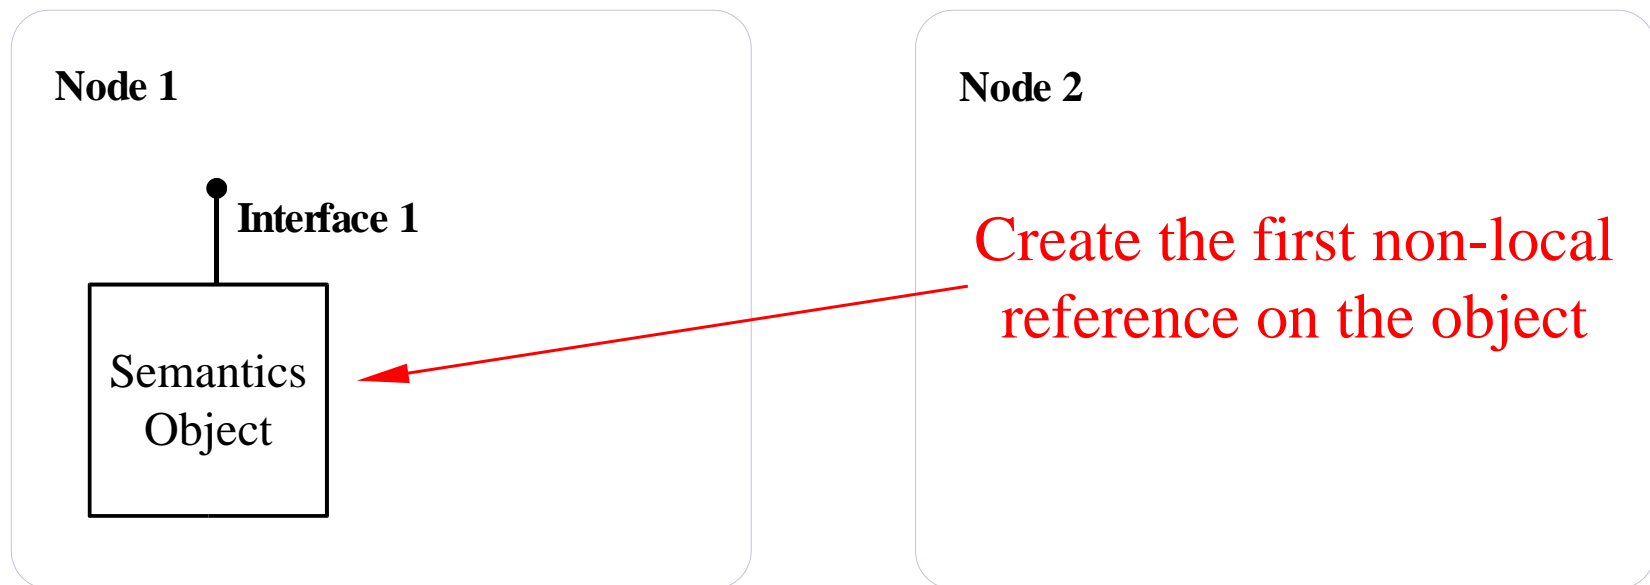 Node 1
Interface 1
Semantics
Object
Node 2
Create the first non-local
reference on the object